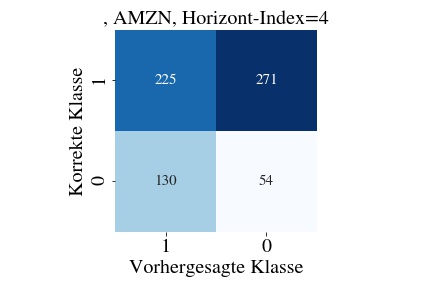 , AMZN, Horizont-Index=4
Korrekte Klasse
1
225 271
0
130 54
1 0
Vorhergesagte Klasse